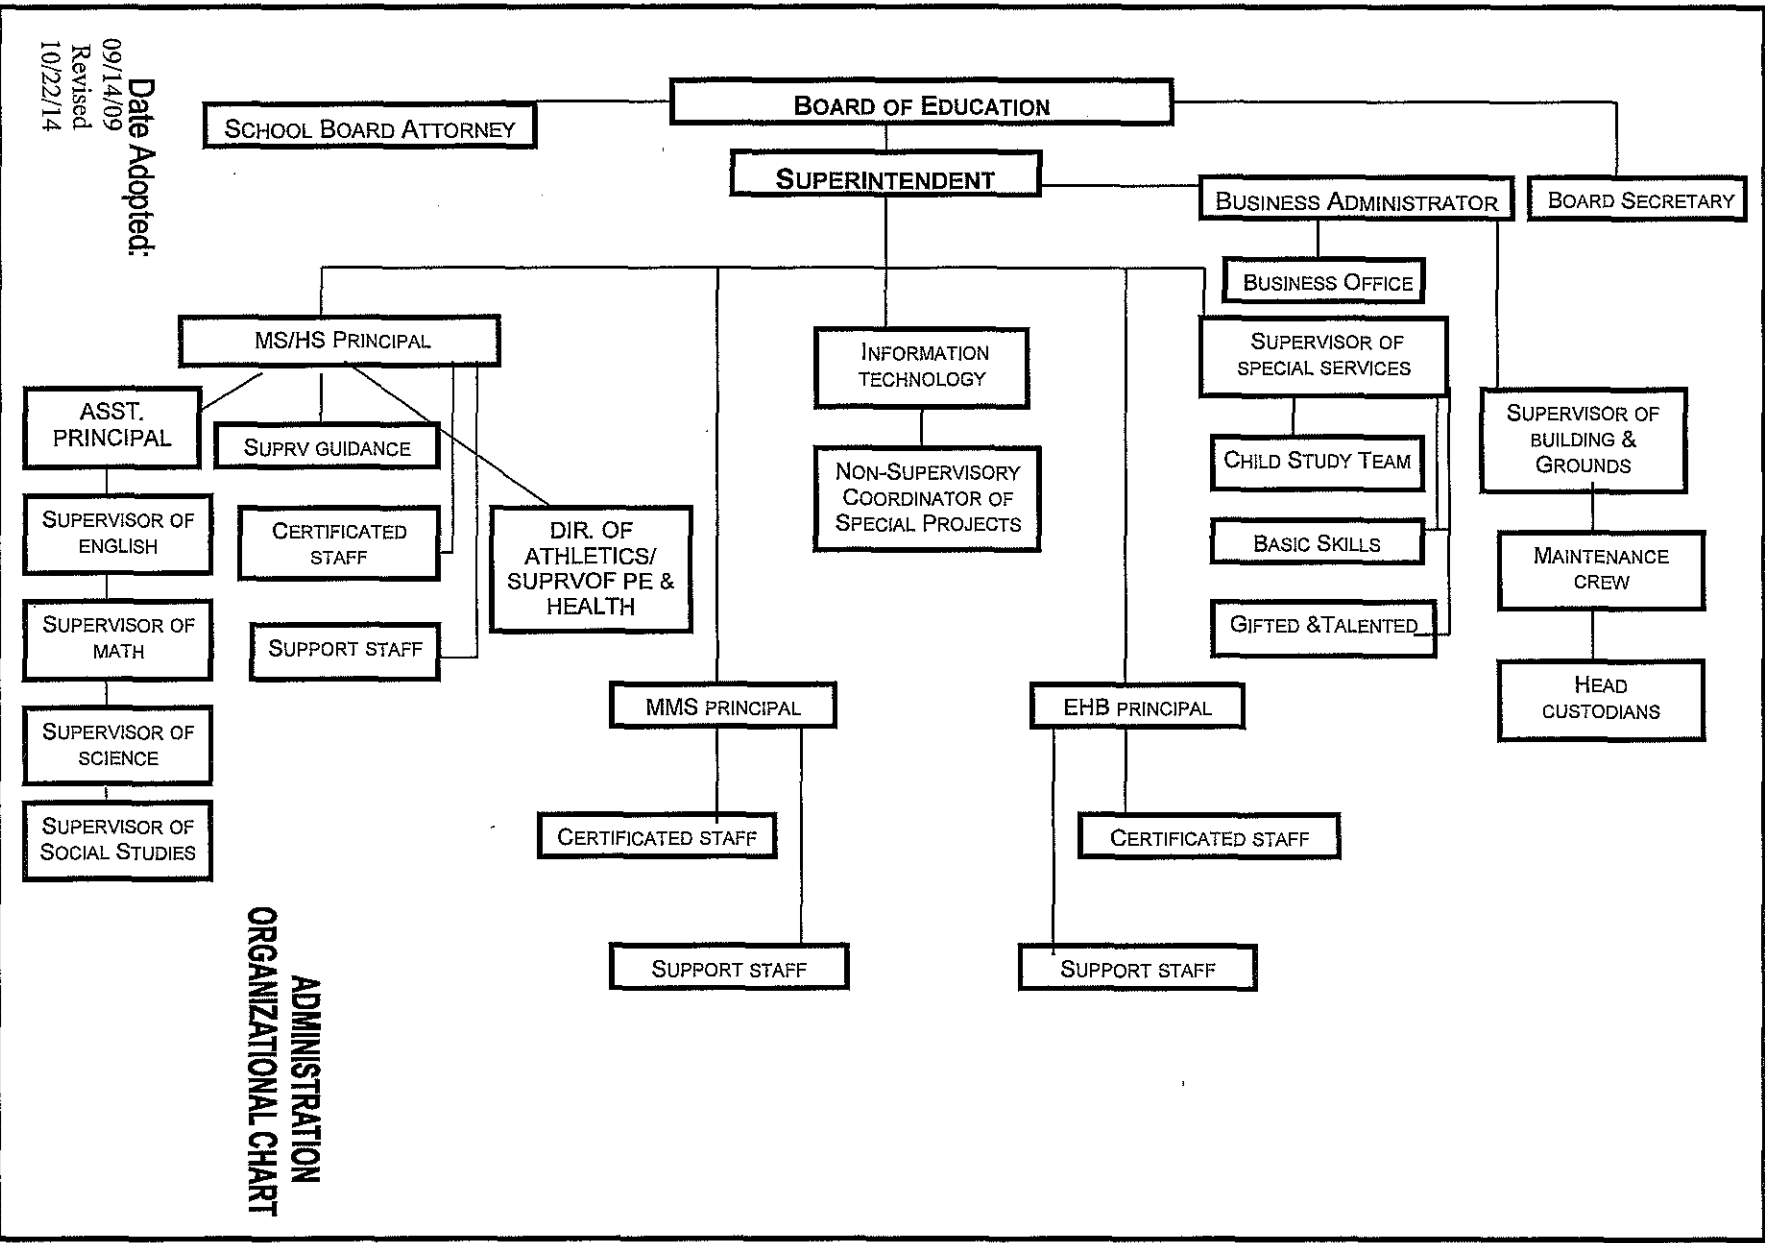 Date Adopted:
09/14/09
Revised
10/22/14
BOARD OF EDUCATION
SCHOOL BOARD ATTORNEY
SUPERINTENDENT
BUSINESS ADMINISTRATOR
BOARD SECRETARY
BUSINESS OFFICE
MS/HS PRINCIPAL
INFORMATION
TECHNOLOGY
SUPERVISOR OF
SPECIAL SERVICES
ASST.
PRINCIPAL
SUPRV GUIDANCE
SUPERVISOR OF
BUILDING &
GROUNDS
CHILD STUDY TEAM
NON-SUPERVISORY
COORDINATOR OF
SPECIAL PROJECTS
SUPERVISOR OF
ENGLISH
CERTIFICATED
STAFF
DIR. OF
ATHLETICS/
SUPRVOF PE &
HEALTH
BASIC SKILLS
MAINTENANCE
CREW
SUPERVISOR OF
MATH
SUPPORT STAFF
GIFTED &TALENTED
MMS PRINCIPAL
EHB PRINCIPAL
HEAD
CUSTODIANS
SUPERVISOR OF
SCIENCE
SUPERVISOR OF
SOCIAL STUDIES
CERTIFICATED STAFF
CERTIFICATED STAFF
SUPPORT STAFF
SUPPORT STAFF
ADMINISTRATION
ORGANIZATIONAL CHART